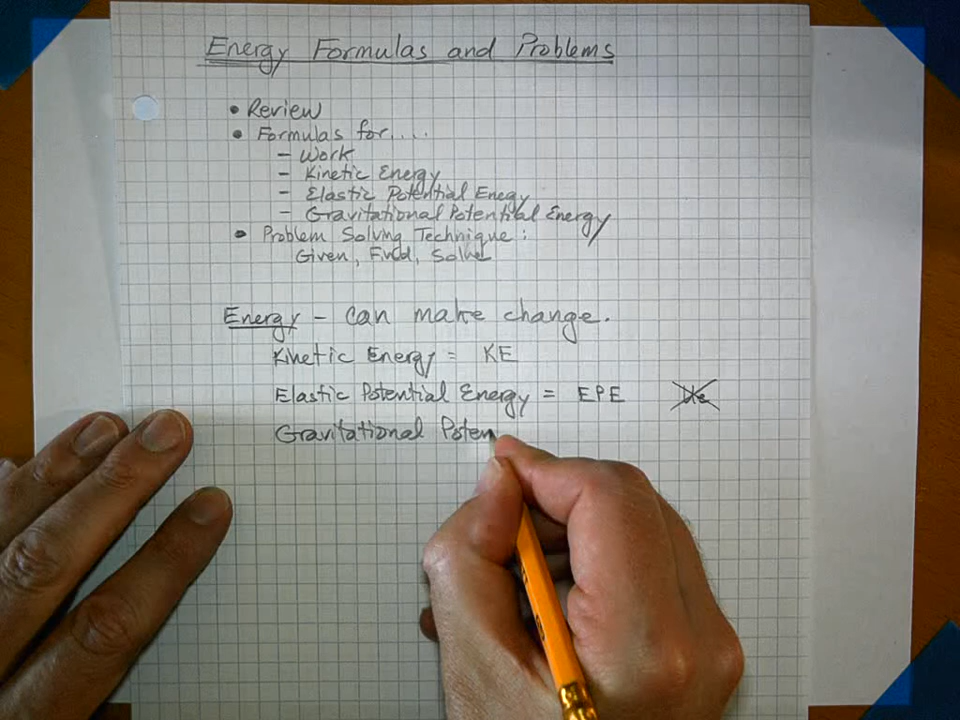 Energy Formulas and Problems
• Review
• Formulas for....
- Work
- Kinetic Energy
- Elastic Potential Enegy
- Gravitational Potential Energy
• Problem Solving Technique:
Given, Find, Solve
Energy - can make change.
Kinetic Energy = KE
Elastic Potential Energy = EPE
Gravitational Poten